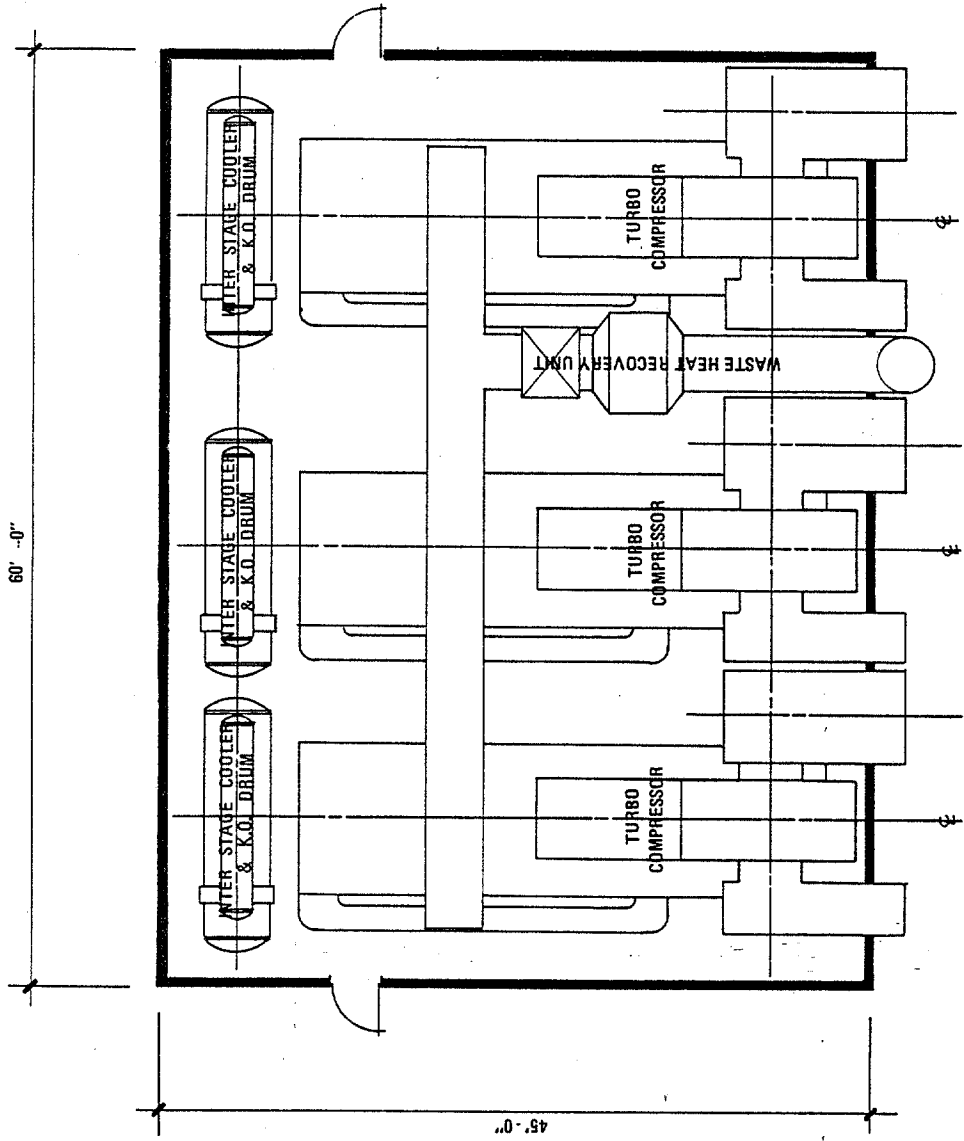 60' --0"
INTER STAGE COOLER
& K.O. DRUM
INTER STAGE COOLER
& K.O. DRUM
INTER STAGE COOLER
& K.O. DRUM
TURBO
COMPRESSOR
TURBO
COMPRESSOR
TURBO
COMPRESSOR
WASTE HEAT RECOVERY UNIT
℄
℄
℄
45'-0"